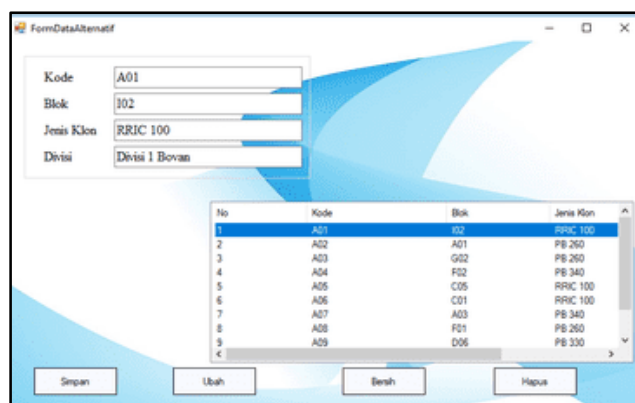 FormDataAlternatif
Kode A01
Blok I02
Jenis Klon RRIC 100
Divisi Divisi 1 Bovan
No Kode Blok Jenis Klon
1 A01 I02 RRIC 100
2 A02 A01 PB 260
3 A03 G02 PB 260
4 A04 F02 PB 340
5 A05 C05 RRIC 100
6 A06 C01 RRIC 100
7 A07 A03 PB 340
8 A08 F01 PB 260
9 A09 D06 PB 330
Simpan Ubah Bersih Hapus